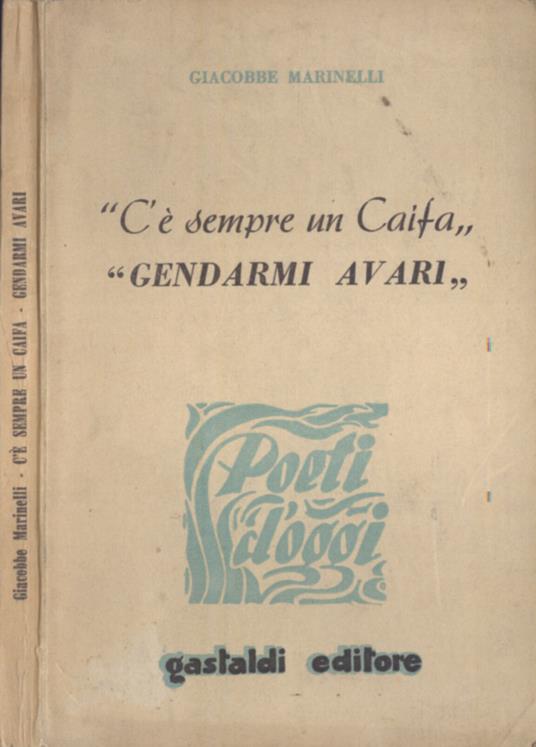 Giacobbe Marinelli - C'È SEMPRE UN CAIFA - GENDARMI AVARI
GIACOBBE MARINELLI
“C'è sempre un Caifa„
“GENDARMI AVARI„
Poeti
d'oggi
gastaldi editore